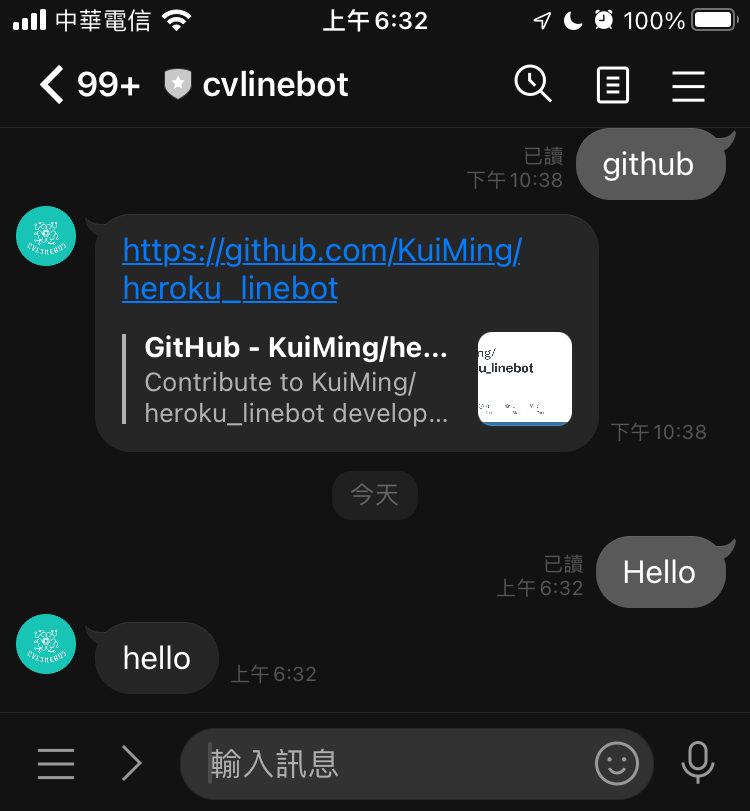 中華電信 上午6:32 100%
99+ cvlinebot
已讀
下午10:38
github
CVLINEBOT
https://github.com/KuiMing/
heroku_linebot
GitHub - KuiMing/he...
Contribute to KuiMing/
heroku_linebot develop...
ng/
u_linebot
下午10:38
今天
已讀
上午6:32
Hello
CVLINEBOT
hello
上午6:32
輸入訊息